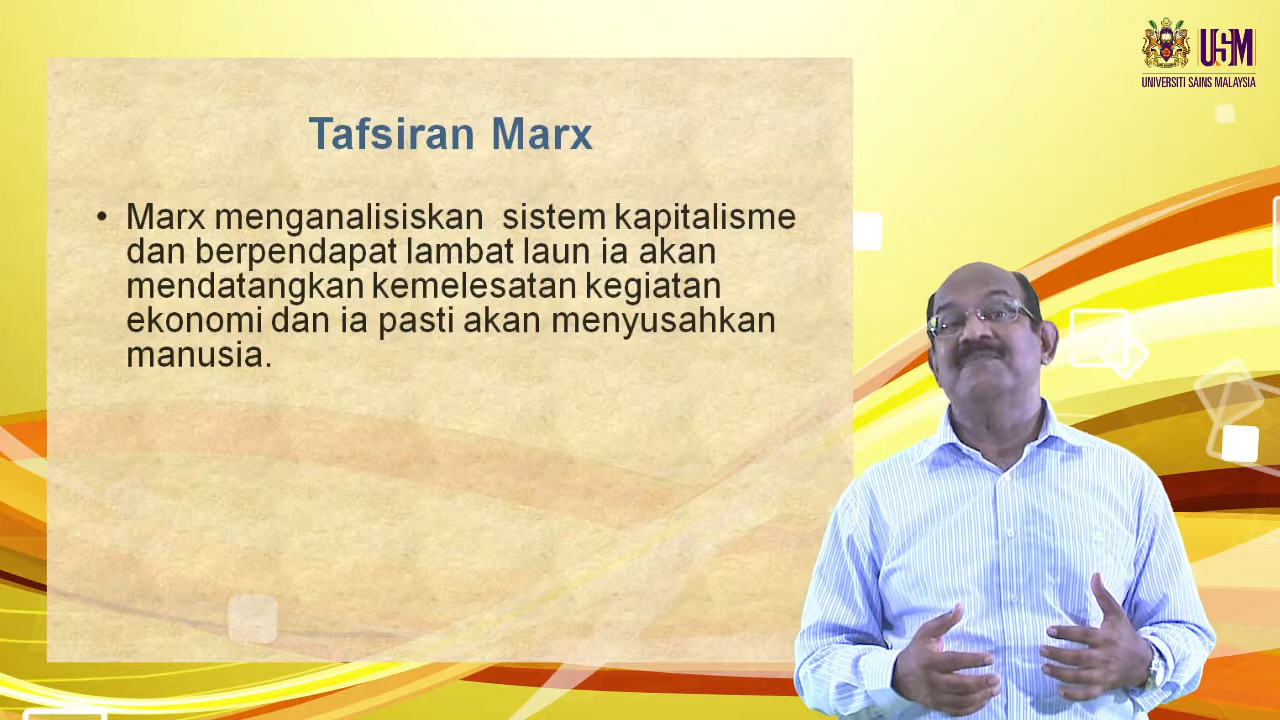 USM
UNIVERSITI SAINS MALAYSIA
Tafsiran Marx
• Marx menganalisiskan sistem kapitalisme
dan berpendapat lambat laun ia akan
mendatangkan kemelesatan kegiatan
ekonomi dan ia pasti akan menyusahkan
manusia.